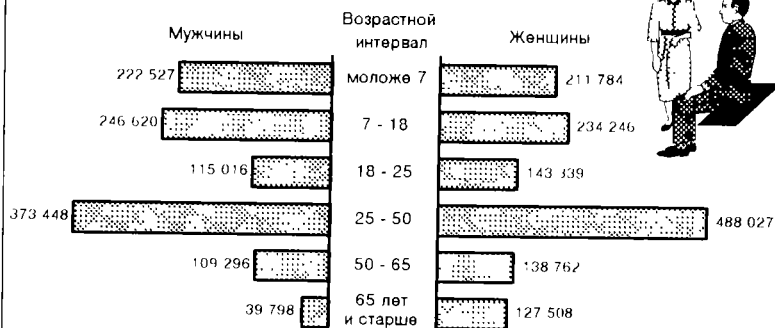 Мужчины
Возрастной
интервал
Женщины
222 527 моложе 7 211 784
246 620 7 - 18 234 246
115 016 18 - 25 143 339
373 448 25 - 50 488 027
109 296 50 - 65 138 762
39 798 65 лет
и старше 127 508